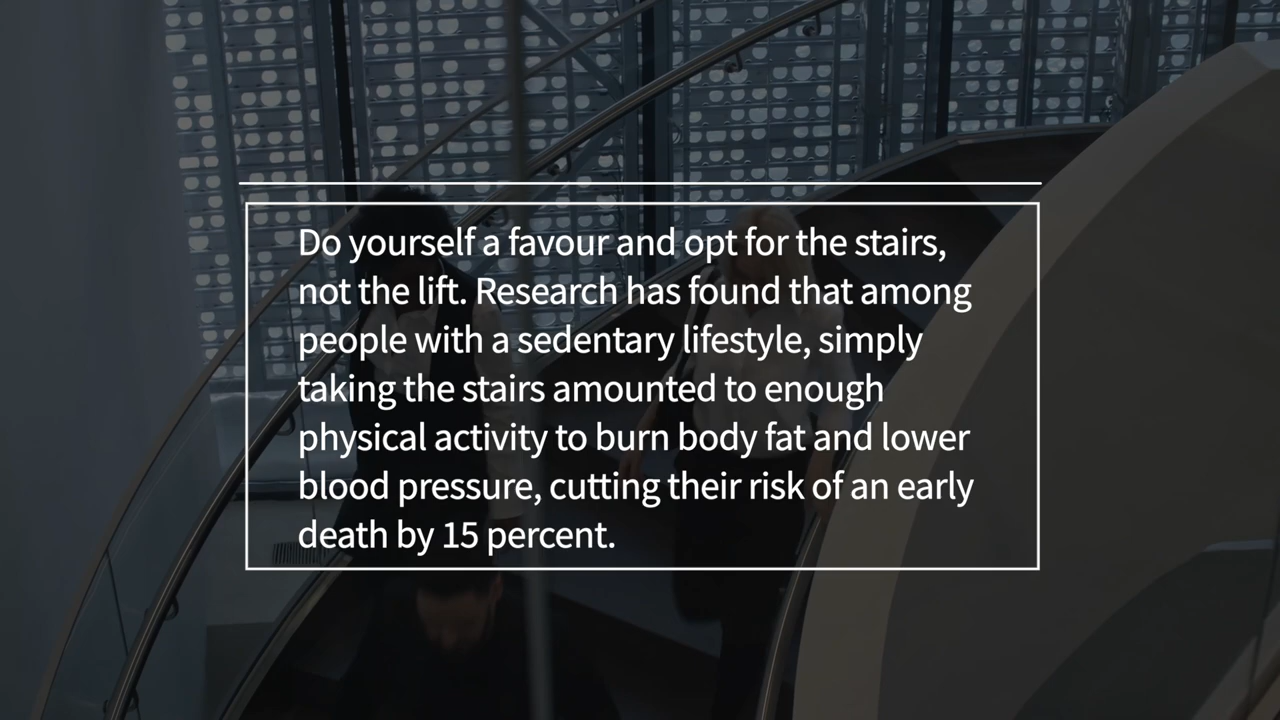 Do yourself a favour and opt for the stairs,
not the lift. Research has found that among
people with a sedentary lifestyle, simply
taking the stairs amounted to enough
physical activity to burn body fat and lower
blood pressure, cutting their risk of an early
death by 15 percent.